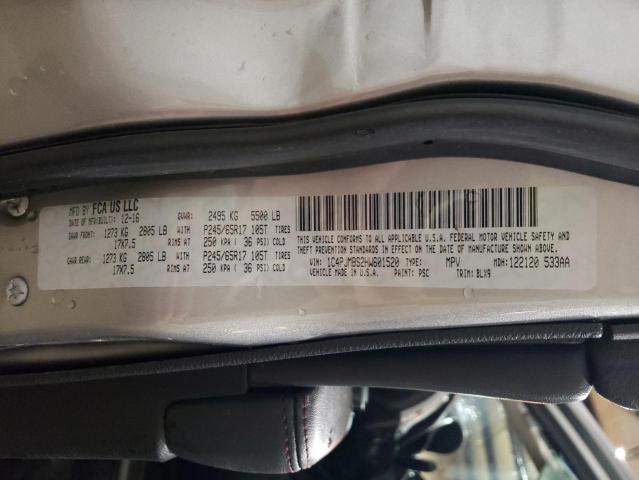 MFD BY FCA US LLC
DATE OF MFR/BUILT: 12-16 GVWR: 2495 KG 5500 LB
GAWR FRONT: 1273 KG 2805 LB WITH P245/65R17 105T TIRES
17X7.5 RIMS AT 250 KPA ( 36 PSI) COLD
GAWR REAR: 1273 KG 2805 LB WITH P245/65R17 105T TIRES
17X7.5 RIMS AT 250 KPA ( 36 PSI) COLD
THIS VEHICLE CONFORMS TO ALL APPLICABLE U.S.A. FEDERAL MOTOR VEHICLE SAFETY AND
THEFT PREVENTION STANDARDS IN EFFECT ON THE DATE OF MANUFACTURE SHOWN ABOVE.
VIN: 1C4PJMBS2HW601520 TYPE: MPV MDH: 122120 533AA
MADE IN U.S.A. PAINT: PSC TRIM: BLX9